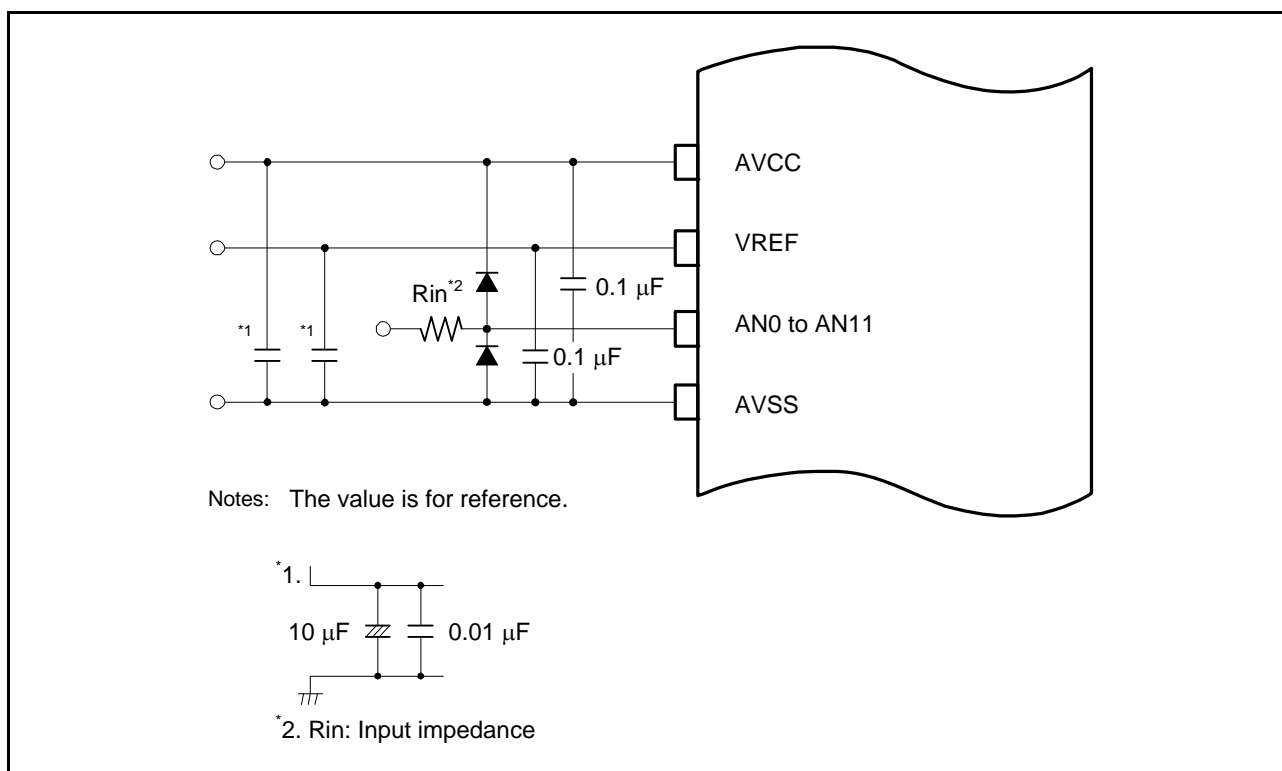 AVCC
VREF
Rin*2
0.1 μF
AN0 to AN11
*1
*1
0.1 μF
AVSS
Notes: The value is for reference.
*1.
10 μF
0.01 μF
*2. Rin: Input impedance